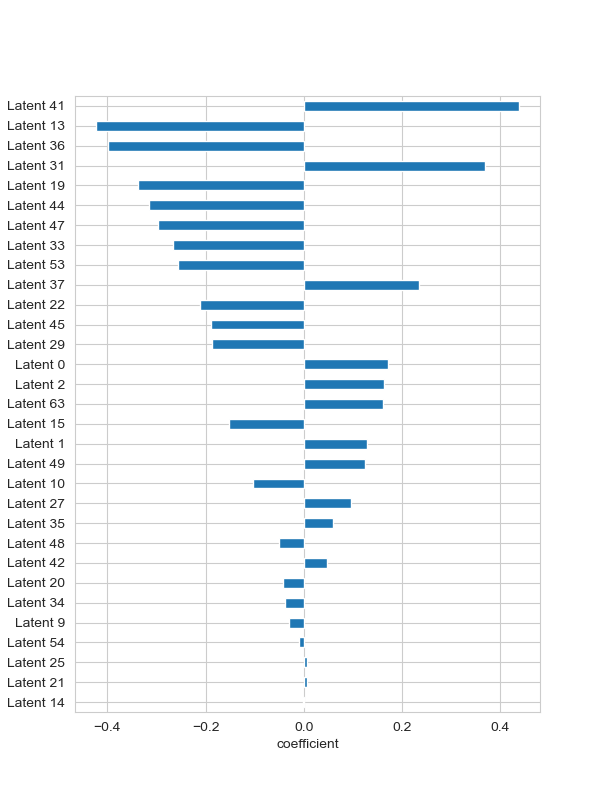 Latent 41
Latent 13
Latent 36
Latent 31
Latent 19
Latent 44
Latent 47
Latent 33
Latent 53
Latent 37
Latent 22
Latent 45
Latent 29
Latent 0
Latent 2
Latent 63
Latent 15
Latent 1
Latent 49
Latent 10
Latent 27
Latent 35
Latent 48
Latent 42
Latent 20
Latent 34
Latent 9
Latent 54
Latent 25
Latent 21
Latent 14
−0.4 −0.2 0.0 0.2 0.4
coefficient